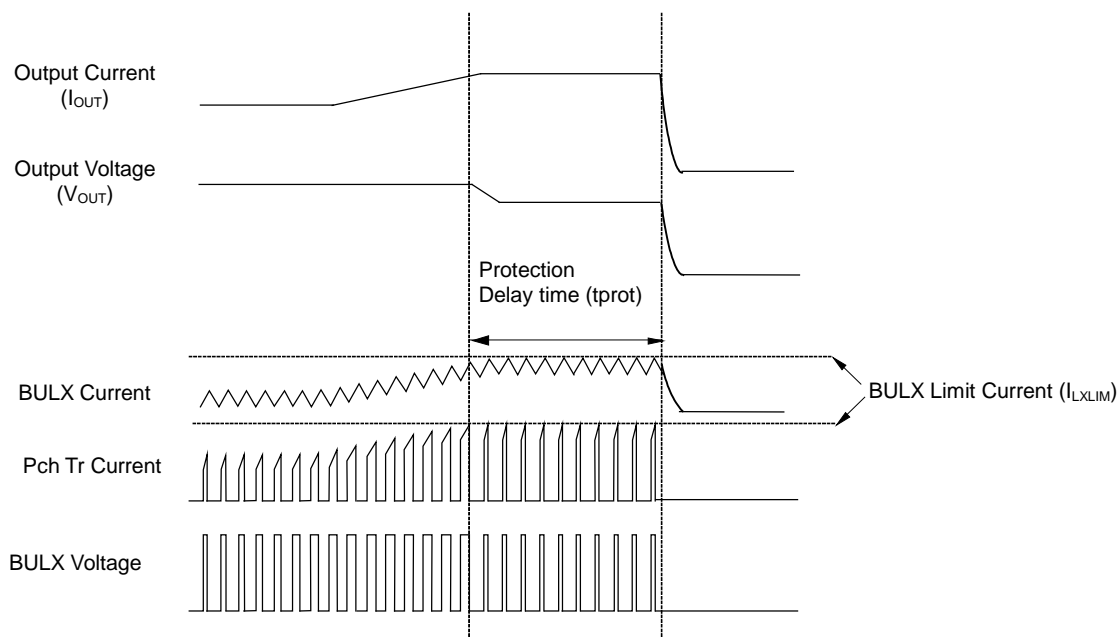 Output Current
(IOUT)
Output Voltage
(VOUT)
Protection
Delay time (tprot)
BULX Current
BULX Limit Current (ILXLIM)
Pch Tr Current
BULX Voltage